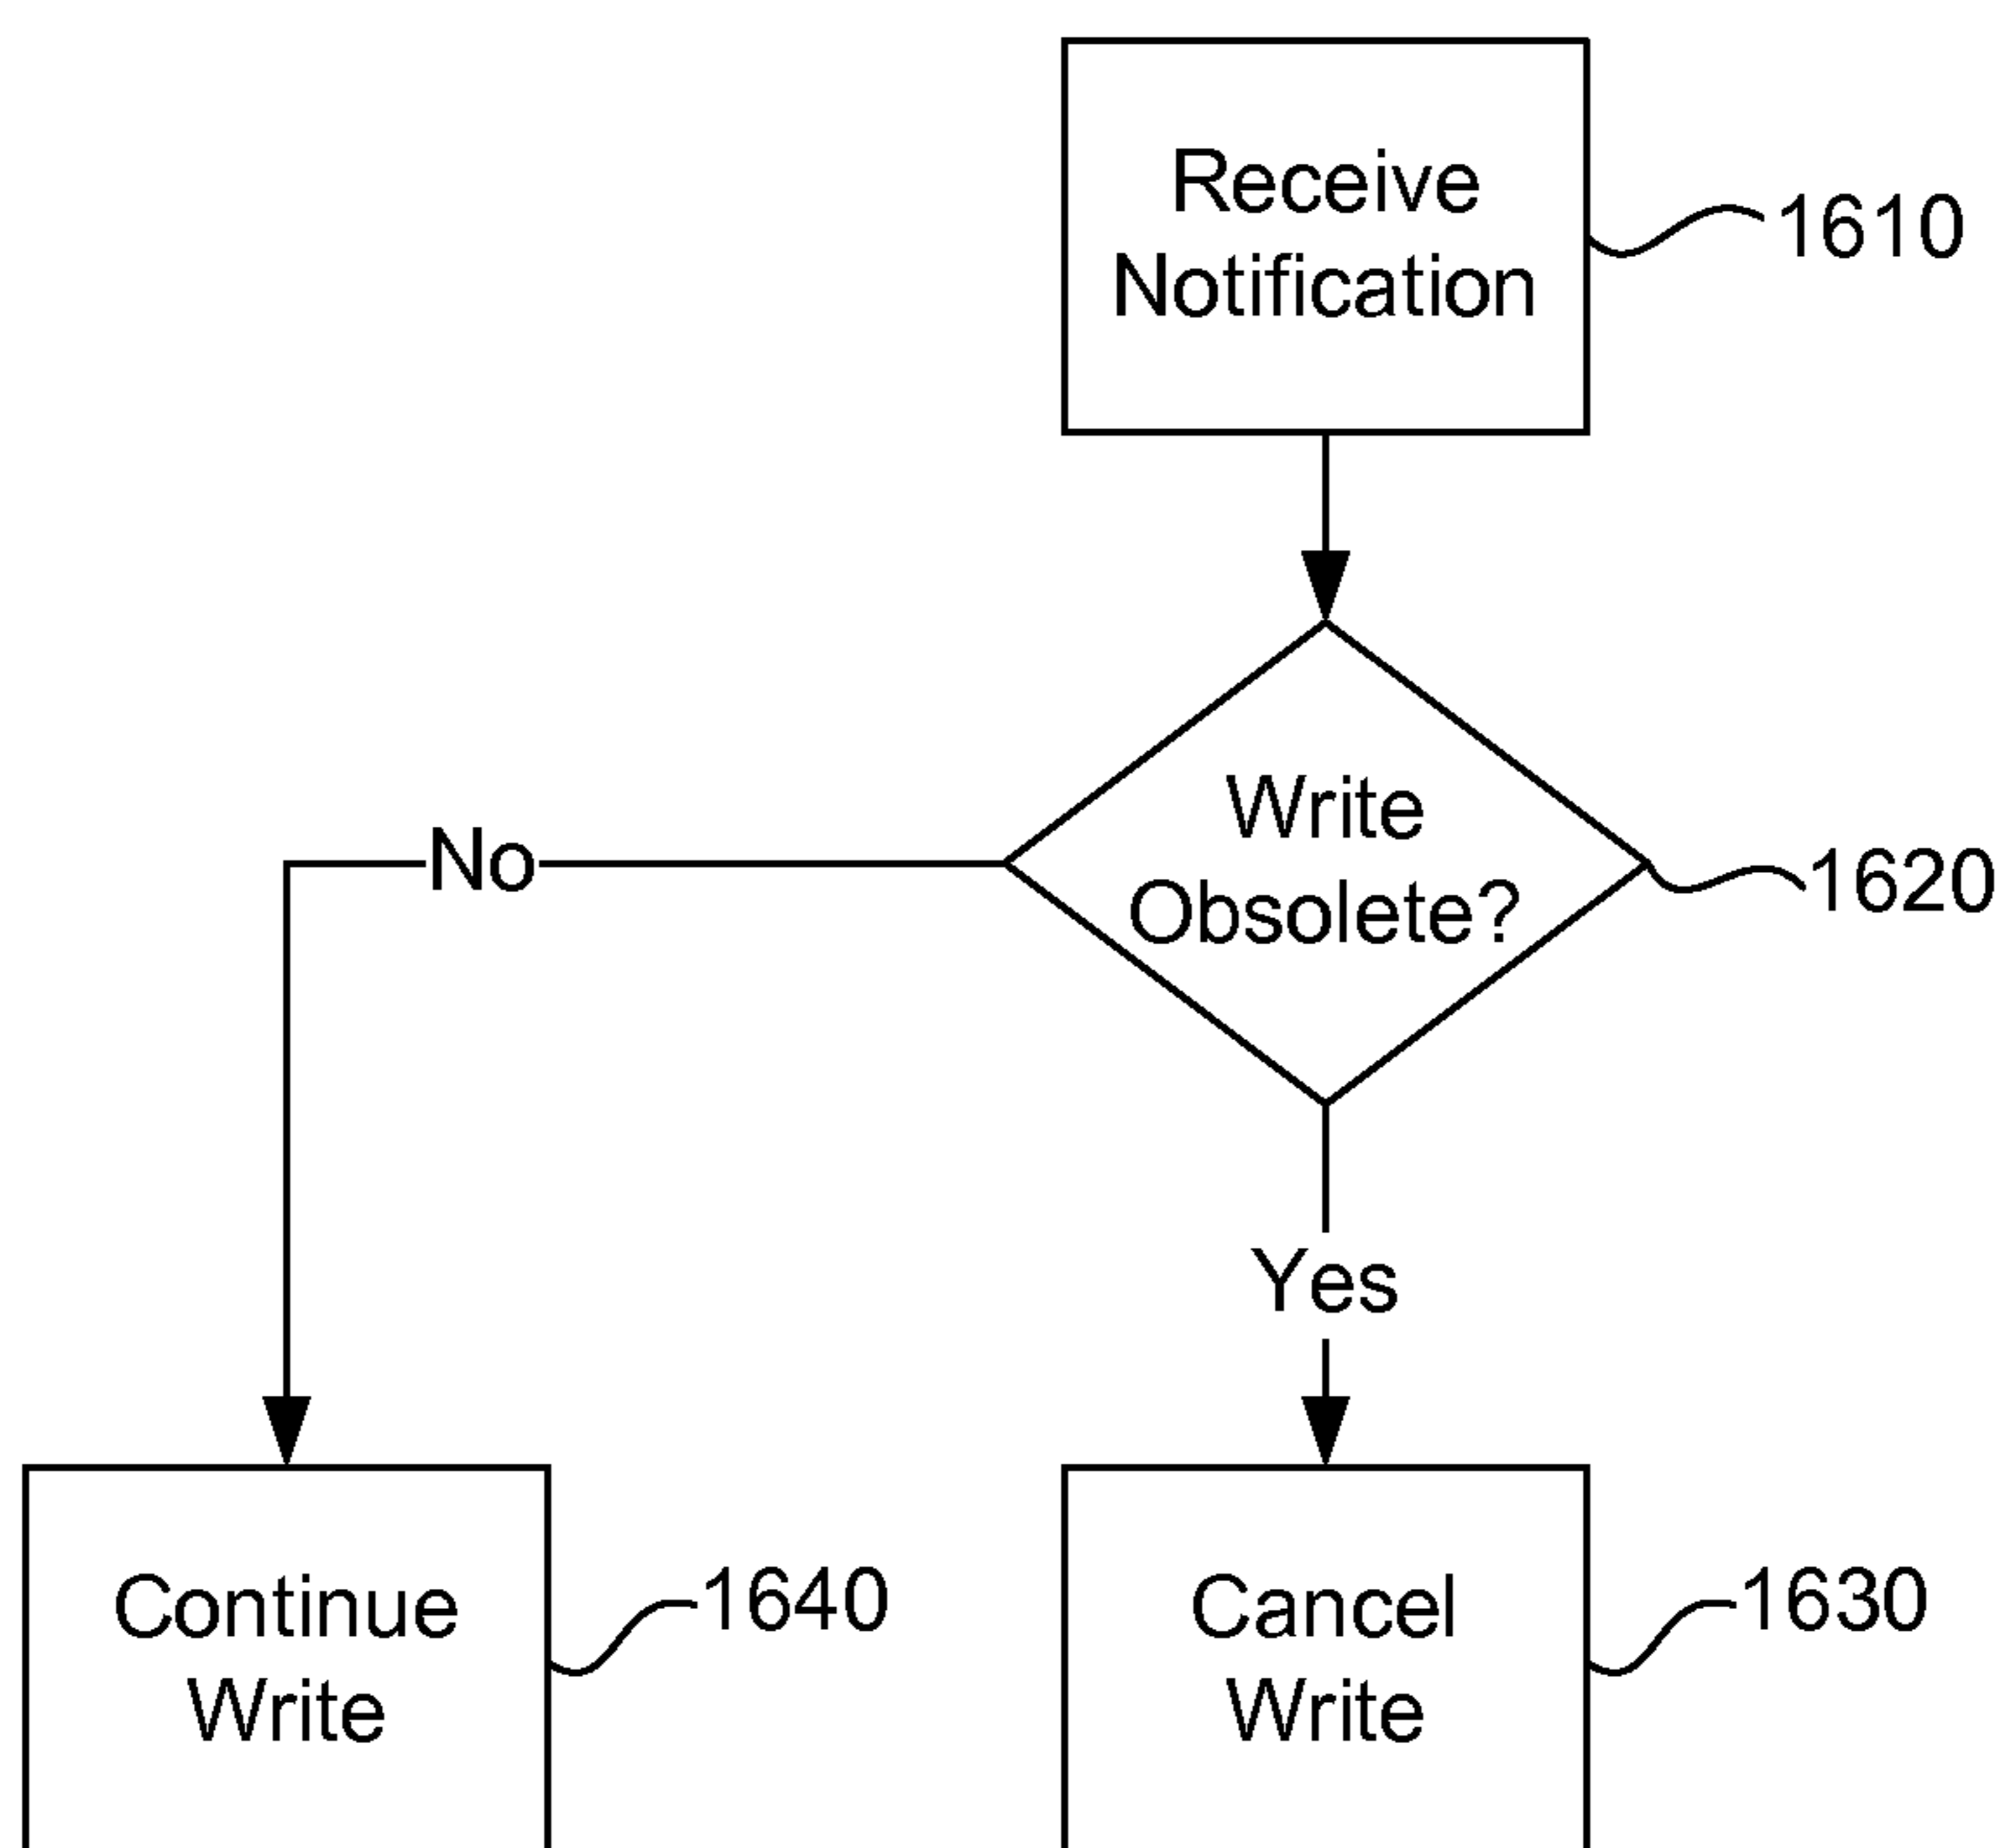 Receive
Notification
1610
Write
Obsolete?
1620
No
Yes
Continue
Write
1640
Cancel
Write
1630